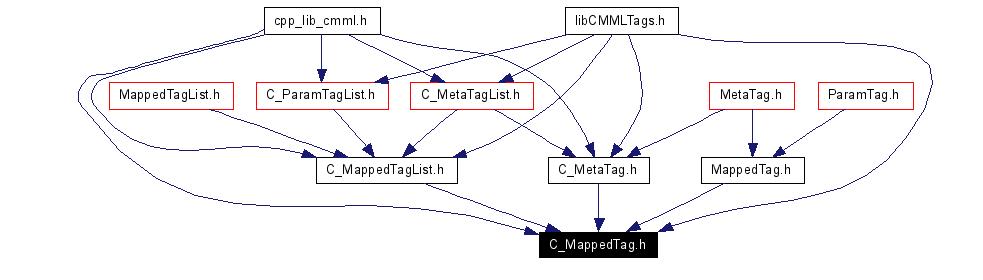 cpp_lib_cmml.h
libCMMLTags.h
MappedTagList.h
C_ParamTagList.h
C_MetaTagList.h
MetaTag.h
ParamTag.h
C_MappedTagList.h
C_MetaTag.h
MappedTag.h
C_MappedTag.h